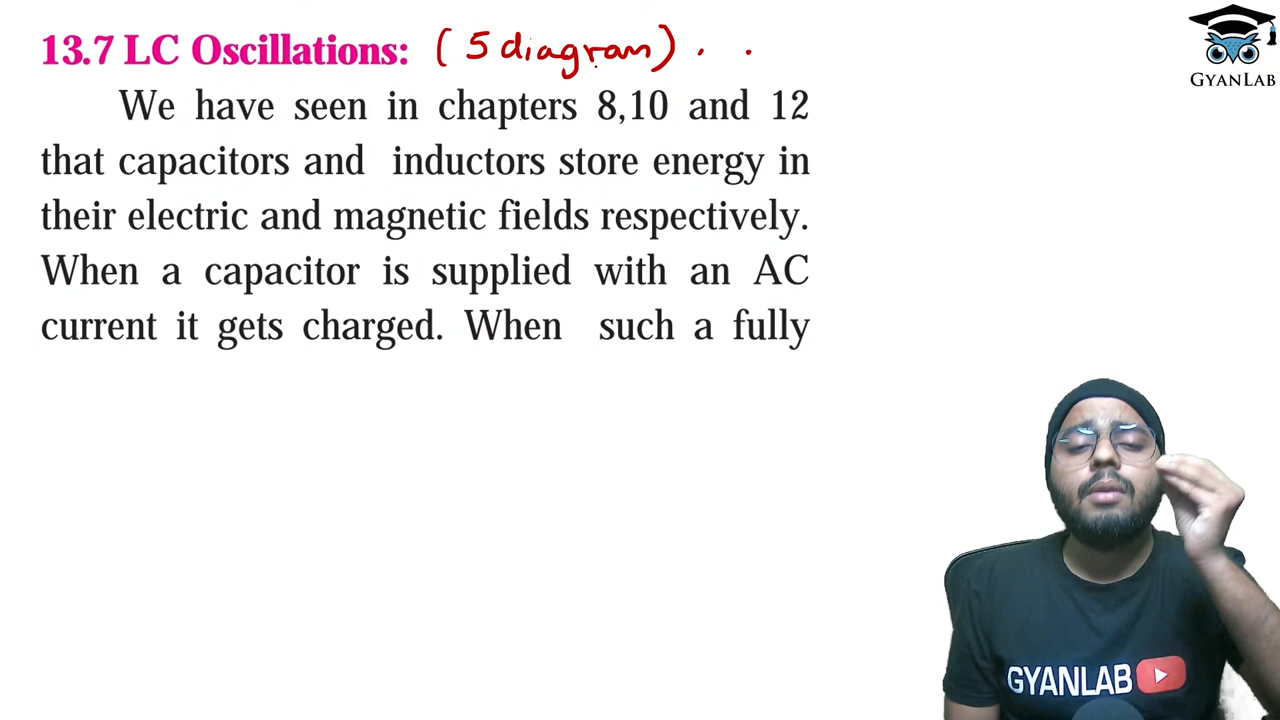 13.7 LC Oscillations: (5 diagram) . .
We have seen in chapters 8,10 and 12
that capacitors and inductors store energy in
their electric and magnetic fields respectively.
When a capacitor is supplied with an AC
current it gets charged. When such a fully
GYANLAB
GYANLAB